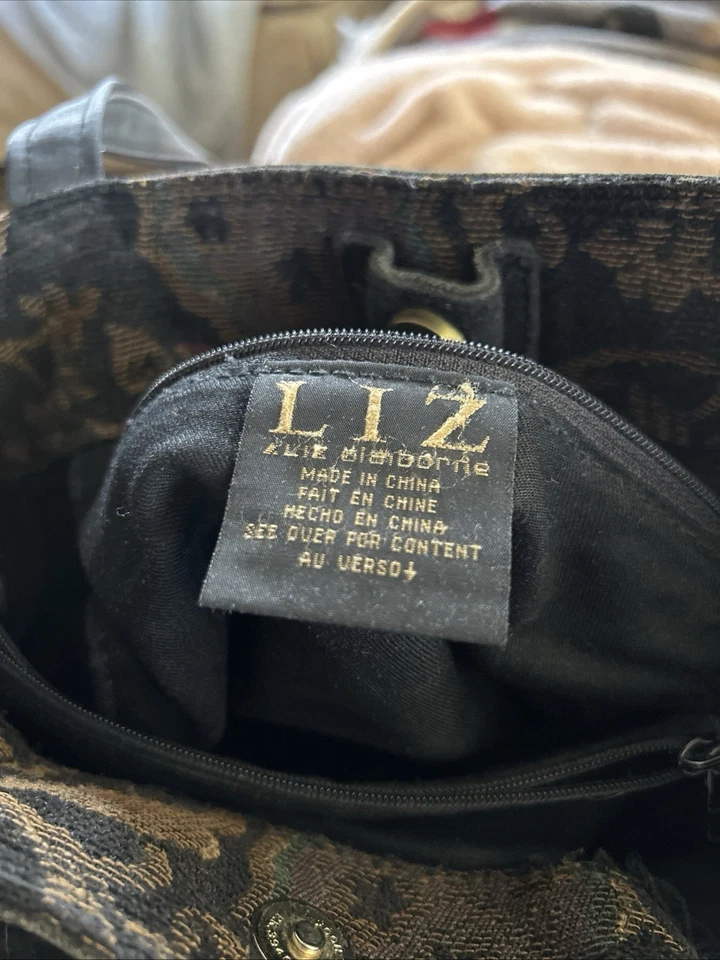 LIZ
Liz claiborne
MADE IN CHINA
FAIT EN CHINE
HECHO EN CHINA
SEE OVER FOR CONTENT
AU VERSO↓